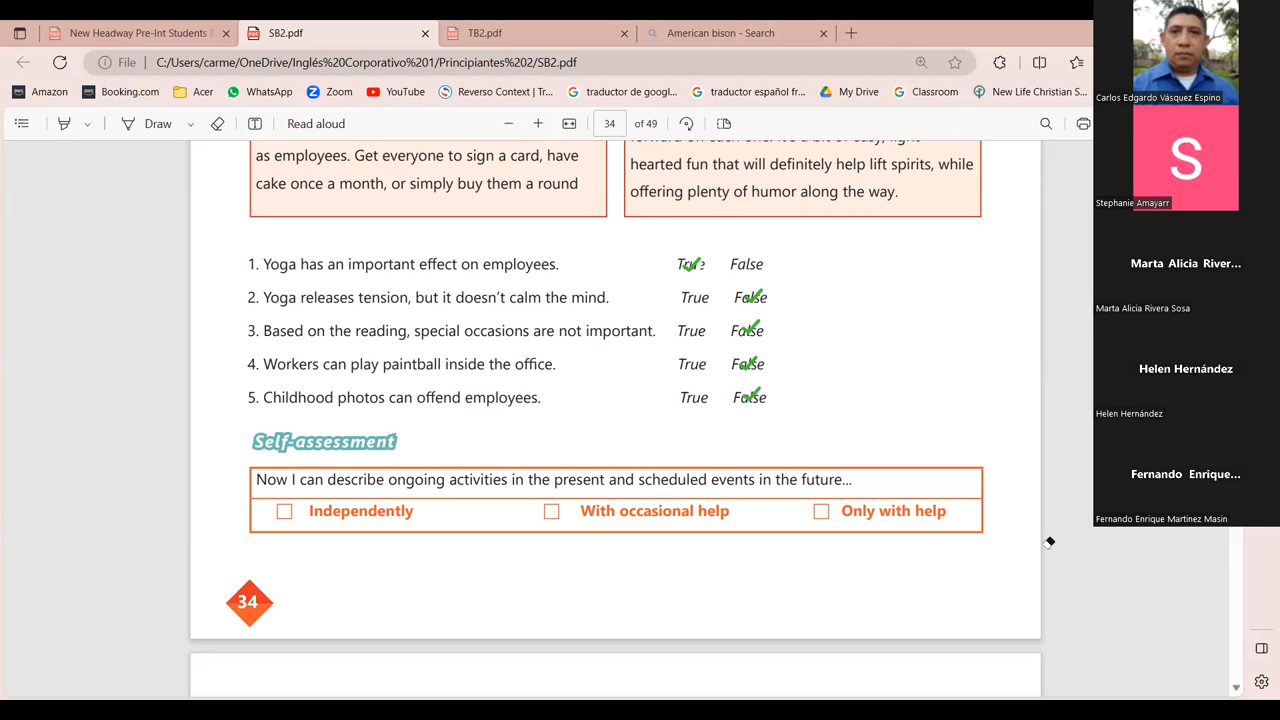 New Headway Pre-Int Students
SB2.pdf
TB2.pdf
American bison - Search
File
C:/Users/carme/OneDrive/Inglés%20Corporativo%201/Principiantes%202/SB2.pdf
Amazon
Booking.com
Acer
WhatsApp
Zoom
YouTube
Reverso Context | Tr...
traductor de googl...
traductor español fr...
My Drive
Classroom
New Life Christian S...
Draw
Read aloud
34 of 49
as employees. Get everyone to sign a card, have
cake once a month, or simply buy them a round
hearted fun that will definitely help lift spirits, while
offering plenty of humor along the way.
1. Yoga has an important effect on employees. True False
2. Yoga releases tension, but it doesn't calm the mind. True False
3. Based on the reading, special occasions are not important. True False
4. Workers can play paintball inside the office. True False
5. Childhood photos can offend employees. True False
Self-assessment
Now I can describe ongoing activities in the present and scheduled events in the future...
Independently With occasional help Only with help
34
Carlos Edgardo Vásquez Espino
S
Stephanie Amayarr
Marta Alicia River...
Marta Alicia Rivera Sosa
Helen Hernández
Helen Hernández
Fernando Enrique...
Fernando Enrique Martinez Masin